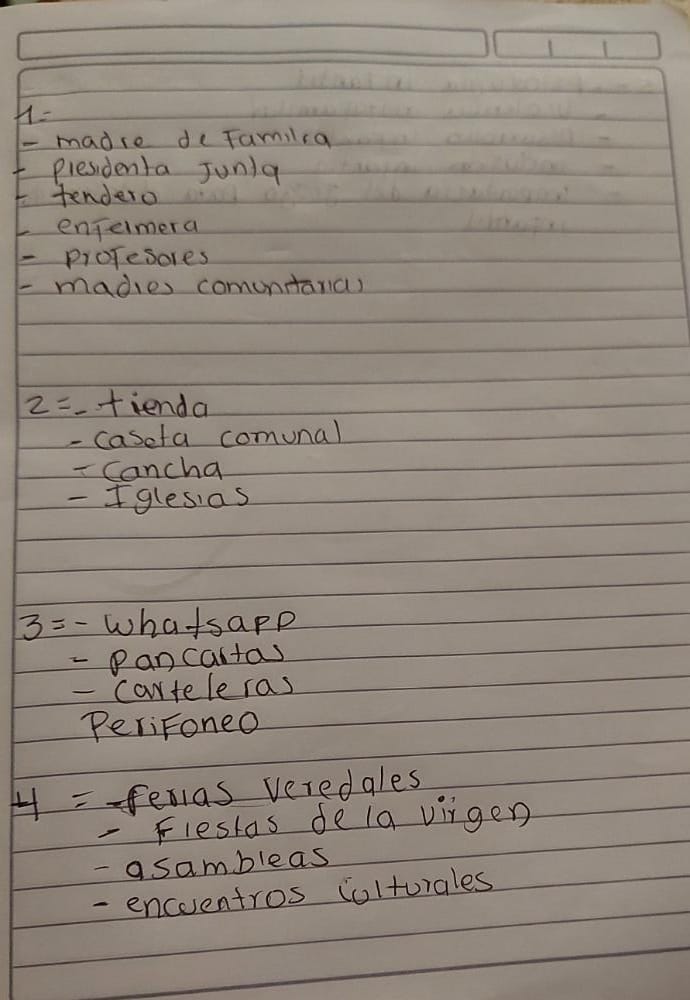 1=
- madre de Familia
- Presidenta Junta
- tendero
- enfermera
- profesores
- madres comunitarias
2=- tienda
- caseta comunal
- Cancha
- Iglesias
3=- whatsapp
- pancartas
- carteleras
Perifoneo
4 = - ferias veredales
- Fiestas de la virgen
- asambleas
- encuentros culturales